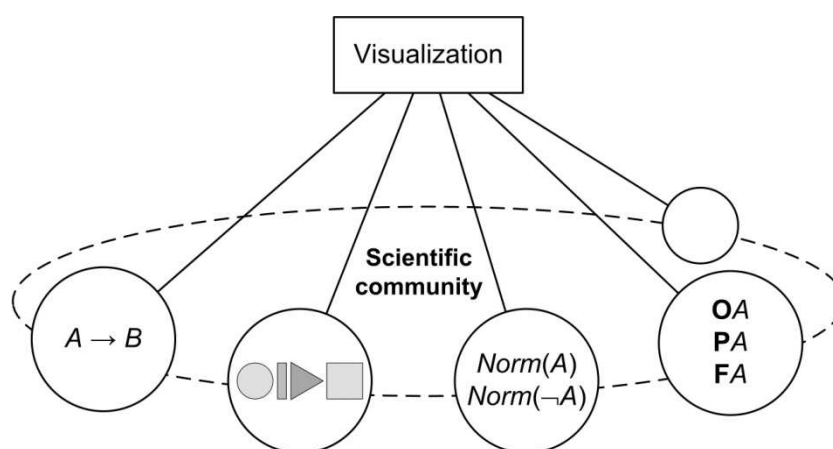 Visualization
Scientific
community
A → B
Norm(A)
Norm(¬A)
OA
PA
FA